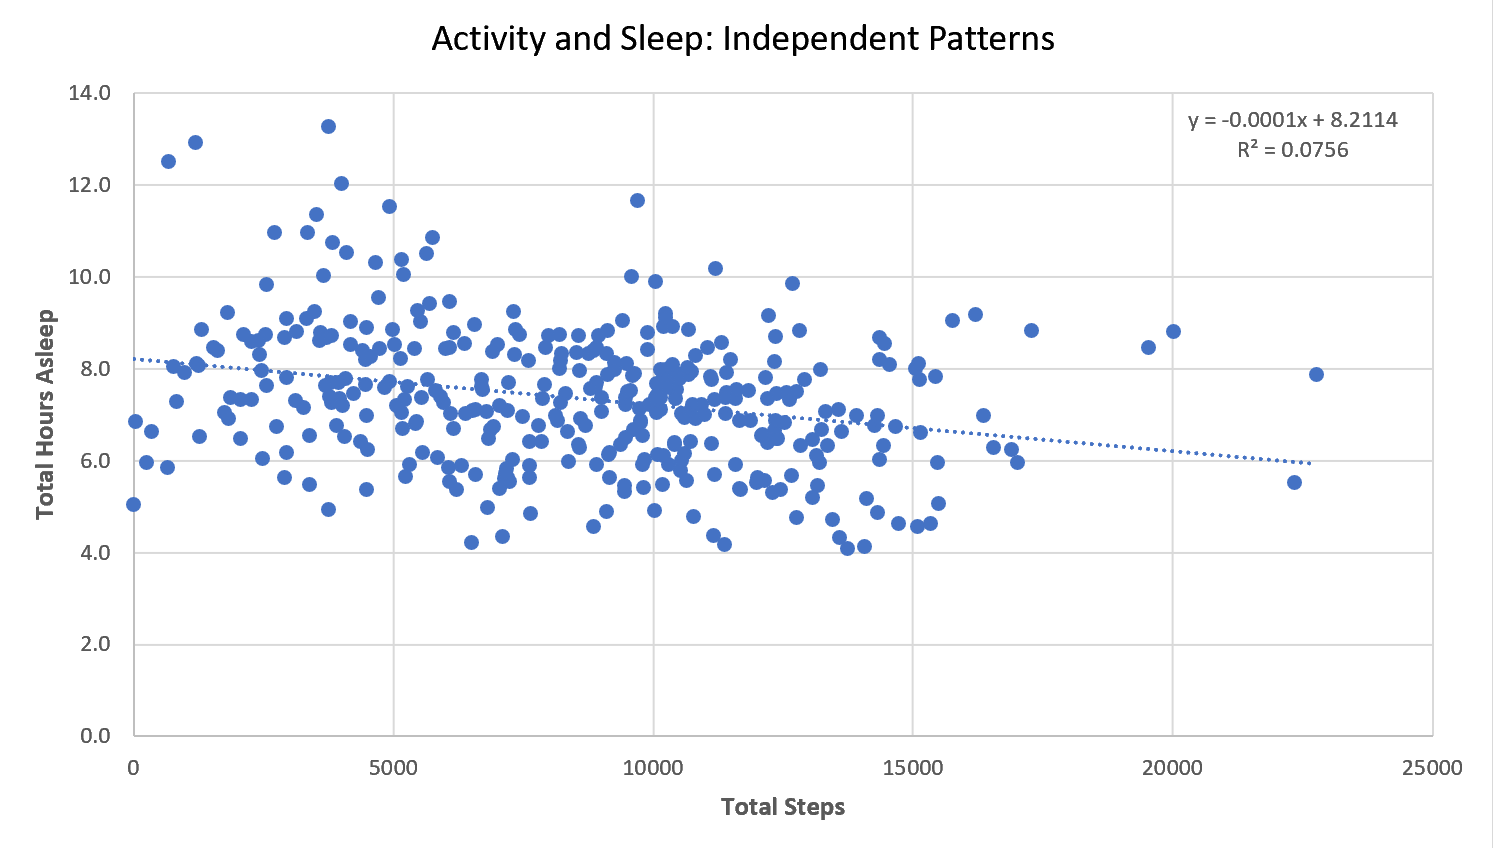 Activity and Sleep: Independent Patterns
y = -0.0001x + 8.2114
R² = 0.0756
14.0
12.0
10.0
8.0
6.0
4.0
2.0
0.0
Total Hours Asleep
0 5000 10000 15000 20000 25000
Total Steps